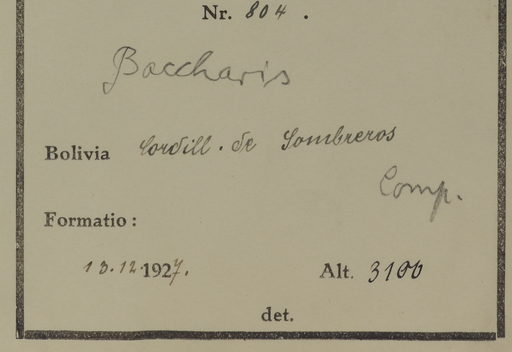 Nr. 804.
Baccharis
Bolivia Cordill. de Sombreros
Comp.
Formatio:
13.12.1927. Alt. 3100
det.